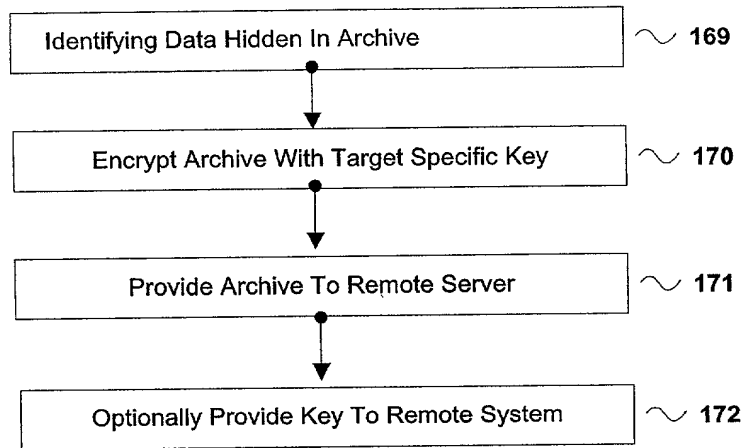 Identifying Data Hidden In Archive 169
Encrypt Archive With Target Specific Key 170
Provide Archive To Remote Server 171
Optionally Provide Key To Remote System 172